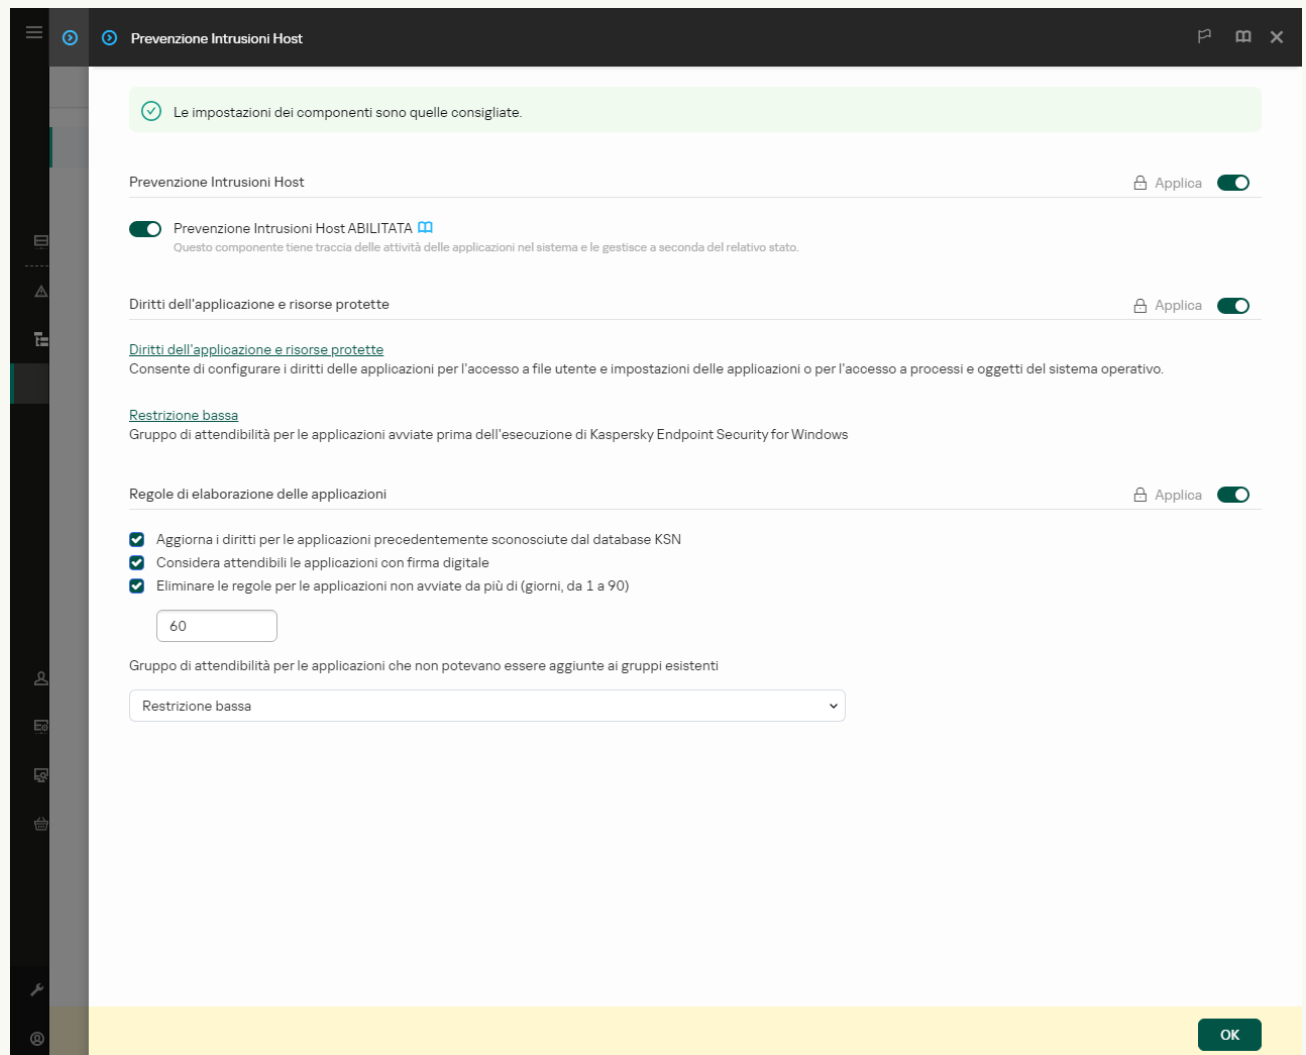 Prevenzione Intrusioni Host
Le impostazioni dei componenti sono quelle consigliate.
Prevenzione Intrusioni Host
Applica
Prevenzione Intrusioni Host ABILITATA
Questo componente tiene traccia delle attività delle applicazioni nel sistema e le gestisce a seconda del relativo stato.
Diritti dell'applicazione e risorse protette
Applica
Diritti dell'applicazione e risorse protette
Consente di configurare i diritti delle applicazioni per l'accesso a file utente e impostazioni delle applicazioni o per l'accesso a processi e oggetti del sistema operativo.
Restrizione bassa
Gruppo di attendibilità per le applicazioni avviate prima dell'esecuzione di Kaspersky Endpoint Security for Windows
Regole di elaborazione delle applicazioni
Applica
Aggiorna i diritti per le applicazioni precedentemente sconosciute dal database KSN
Considera attendibili le applicazioni con firma digitale
Eliminare le regole per le applicazioni non avviate da più di (giorni, da 1 a 90)
60
Gruppo di attendibilità per le applicazioni che non potevano essere aggiunte ai gruppi esistenti
Restrizione bassa
OK